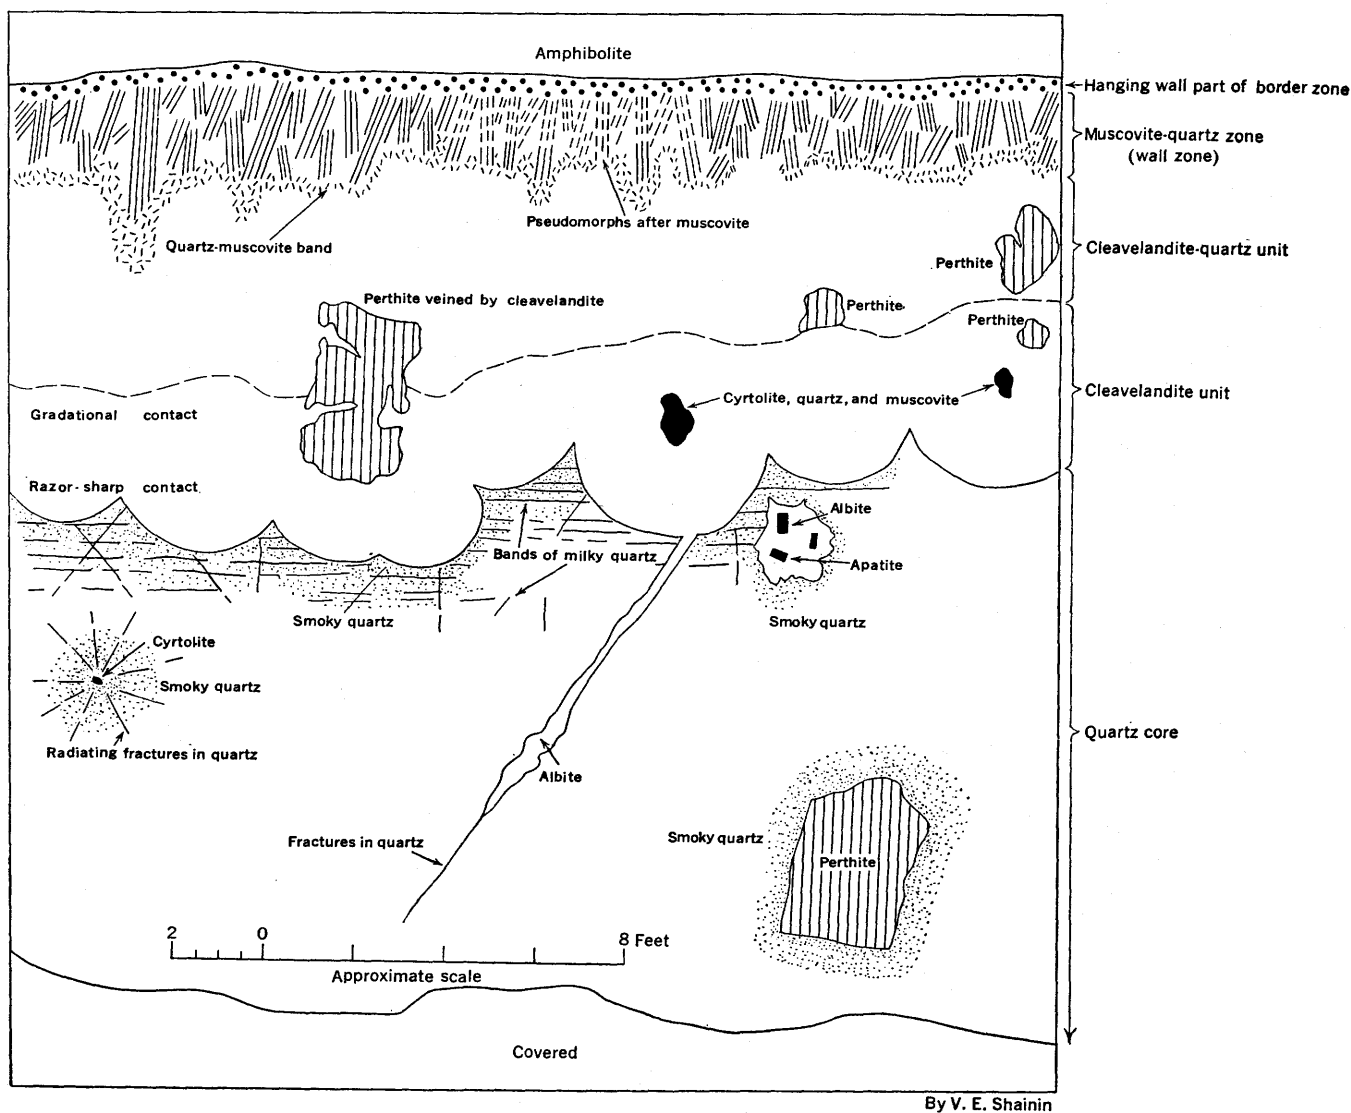 Amphibolite
Hanging wall part of border zone
Muscovite-quartz zone
(wall zone)
Pseudomorphs after muscovite
Quartz-muscovite band
Cleavelandite-quartz unit
Perthite
Perthite veined by cleavelandite
Perthite
Perthite
Cleavelandite unit
Cyrtolite, quartz, and muscovite
Gradational contact
Razor-sharp contact
Albite
Bands of milky quartz
Apatite
Smoky quartz
Smoky quartz
Cyrtolite
Smoky quartz
Radiating fractures in quartz
Quartz core
Albite
Fractures in quartz
Smoky quartz
Perthite
2 0 8 Feet
Approximate scale
Covered
By V. E. Shainin